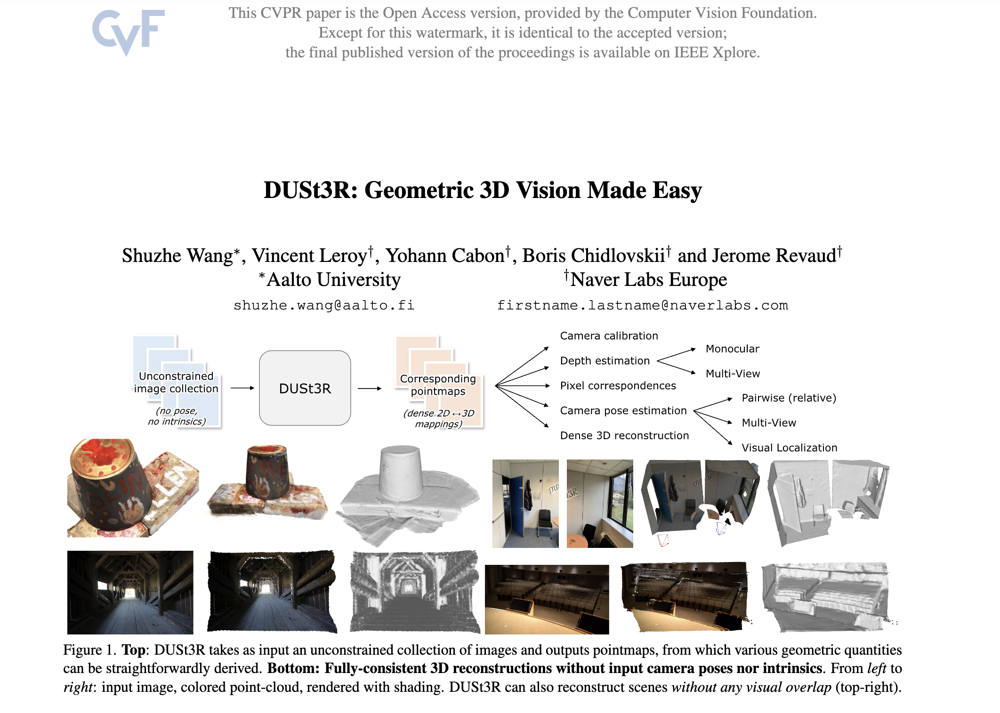 CVF
This CVPR paper is the Open Access version, provided by the Computer Vision Foundation.
Except for this watermark, it is identical to the accepted version;
the final published version of the proceedings is available on IEEE Xplore.
DUSt3R: Geometric 3D Vision Made Easy
Shuzhe Wang*, Vincent Leroy†, Yohann Cabon†, Boris Chidlovskii† and Jerome Revaud†
*Aalto University †Naver Labs Europe
shuzhe.wang@aalto.fi firstname.lastname@naverlabs.com
Unconstrained
image collection
(no pose,
no intrinsics)
DUSt3R
Corresponding
pointmaps
(dense 2D ↔3D
mappings)
Camera calibration
Depth estimation
Monocular
Multi-View
Pixel correspondences
Camera pose estimation
Pairwise (relative)
Multi-View
Visual Localization
Dense 3D reconstruction
LLEN
DUS
t3R
DUSt3R
Figure 1. Top: DUSt3R takes as input an unconstrained collection of images and outputs pointmaps, from which various geometric quantities
can be straightforwardly derived. Bottom: Fully-consistent 3D reconstructions without input camera poses nor intrinsics. From left to
right: input image, colored point-cloud, rendered with shading. DUSt3R can also reconstruct scenes without any visual overlap (top-right).